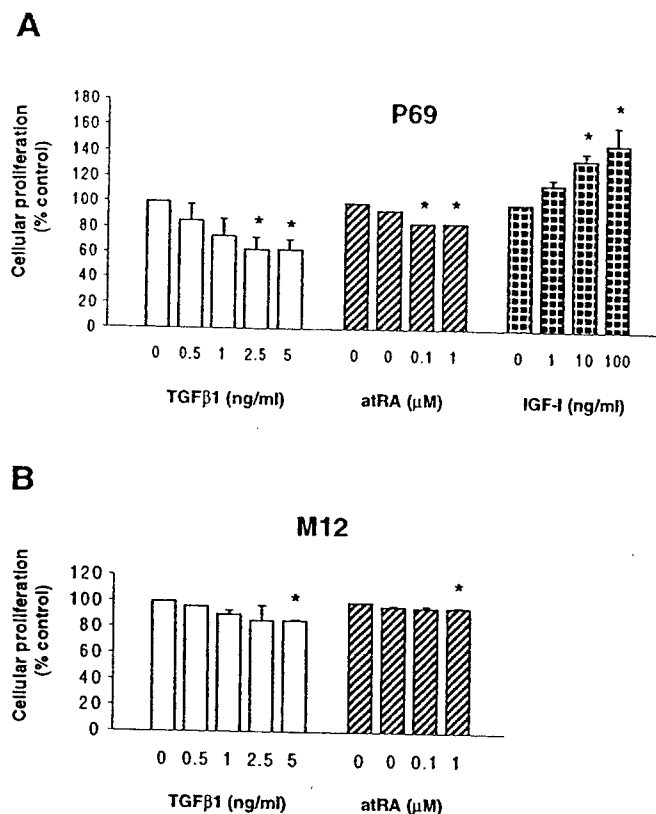 A
P69
180
160
140
120
100
80
60
40
20
0
Cellular proliferation
(% control)
* * * * * *
0 0.5 1 2.5 5 0 0 0.1 1 0 1 10 100
TGFβ1 (ng/ml) atRA (μM) IGF-I (ng/ml)
B
M12
120
100
80
60
40
20
0
Cellular proliferation
(% control)
* *
0 0.5 1 2.5 5 0 0 0.1 1
TGFβ1 (ng/ml) atRA (μM)